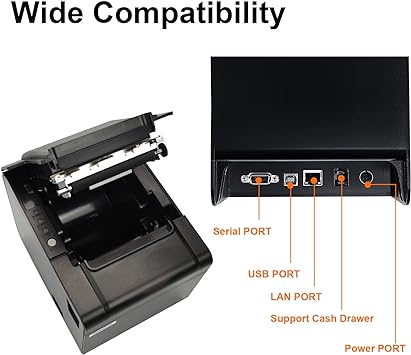 Wide Compatibility
Serial PORT
USB PORT
LAN PORT
Support Cash Drawer
Power PORT